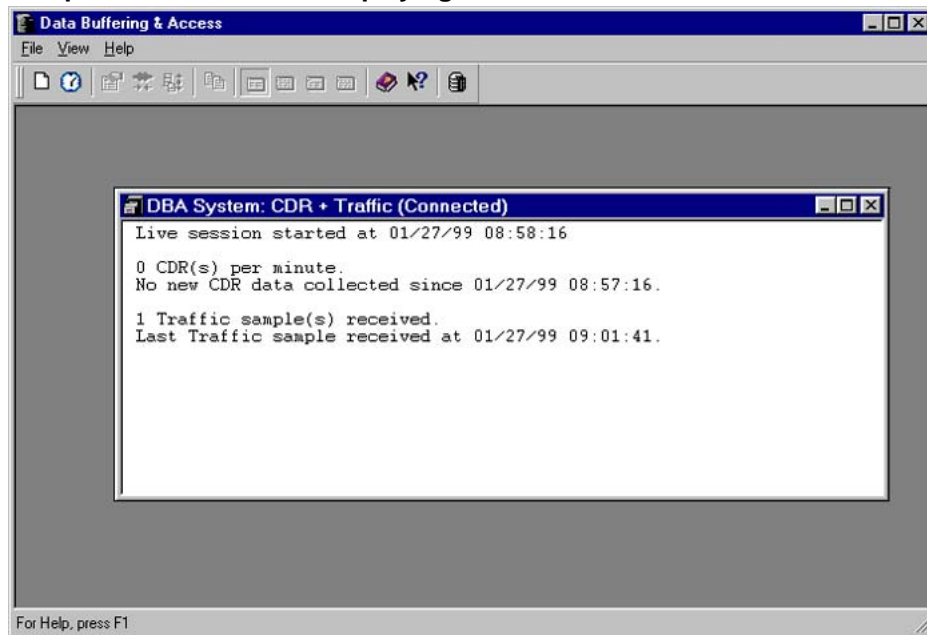 Data Buffering & Access
File View Help
DBA System: CDR + Traffic (Connected)
Live session started at 01/27/99 08:58:16
0 CDR(s) per minute.
No new CDR data collected since 01/27/99 08:57:16.
1 Traffic sample(s) received.
Last Traffic sample received at 01/27/99 09:01:41.
For Help, press F1